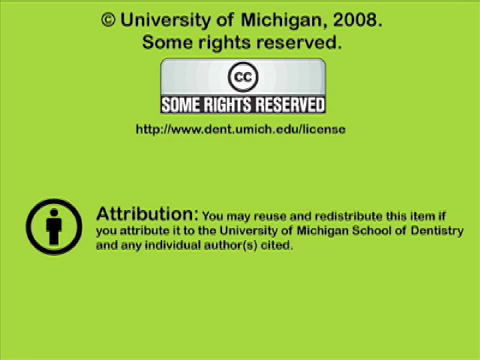 © University of Michigan, 2008.
Some rights reserved.
cc
SOME RIGHTS RESERVED
http://www.dent.umich.edu/license
Attribution: You may reuse and redistribute this item if
you attribute it to the University of Michigan School of Dentistry
and any individual author(s) cited.